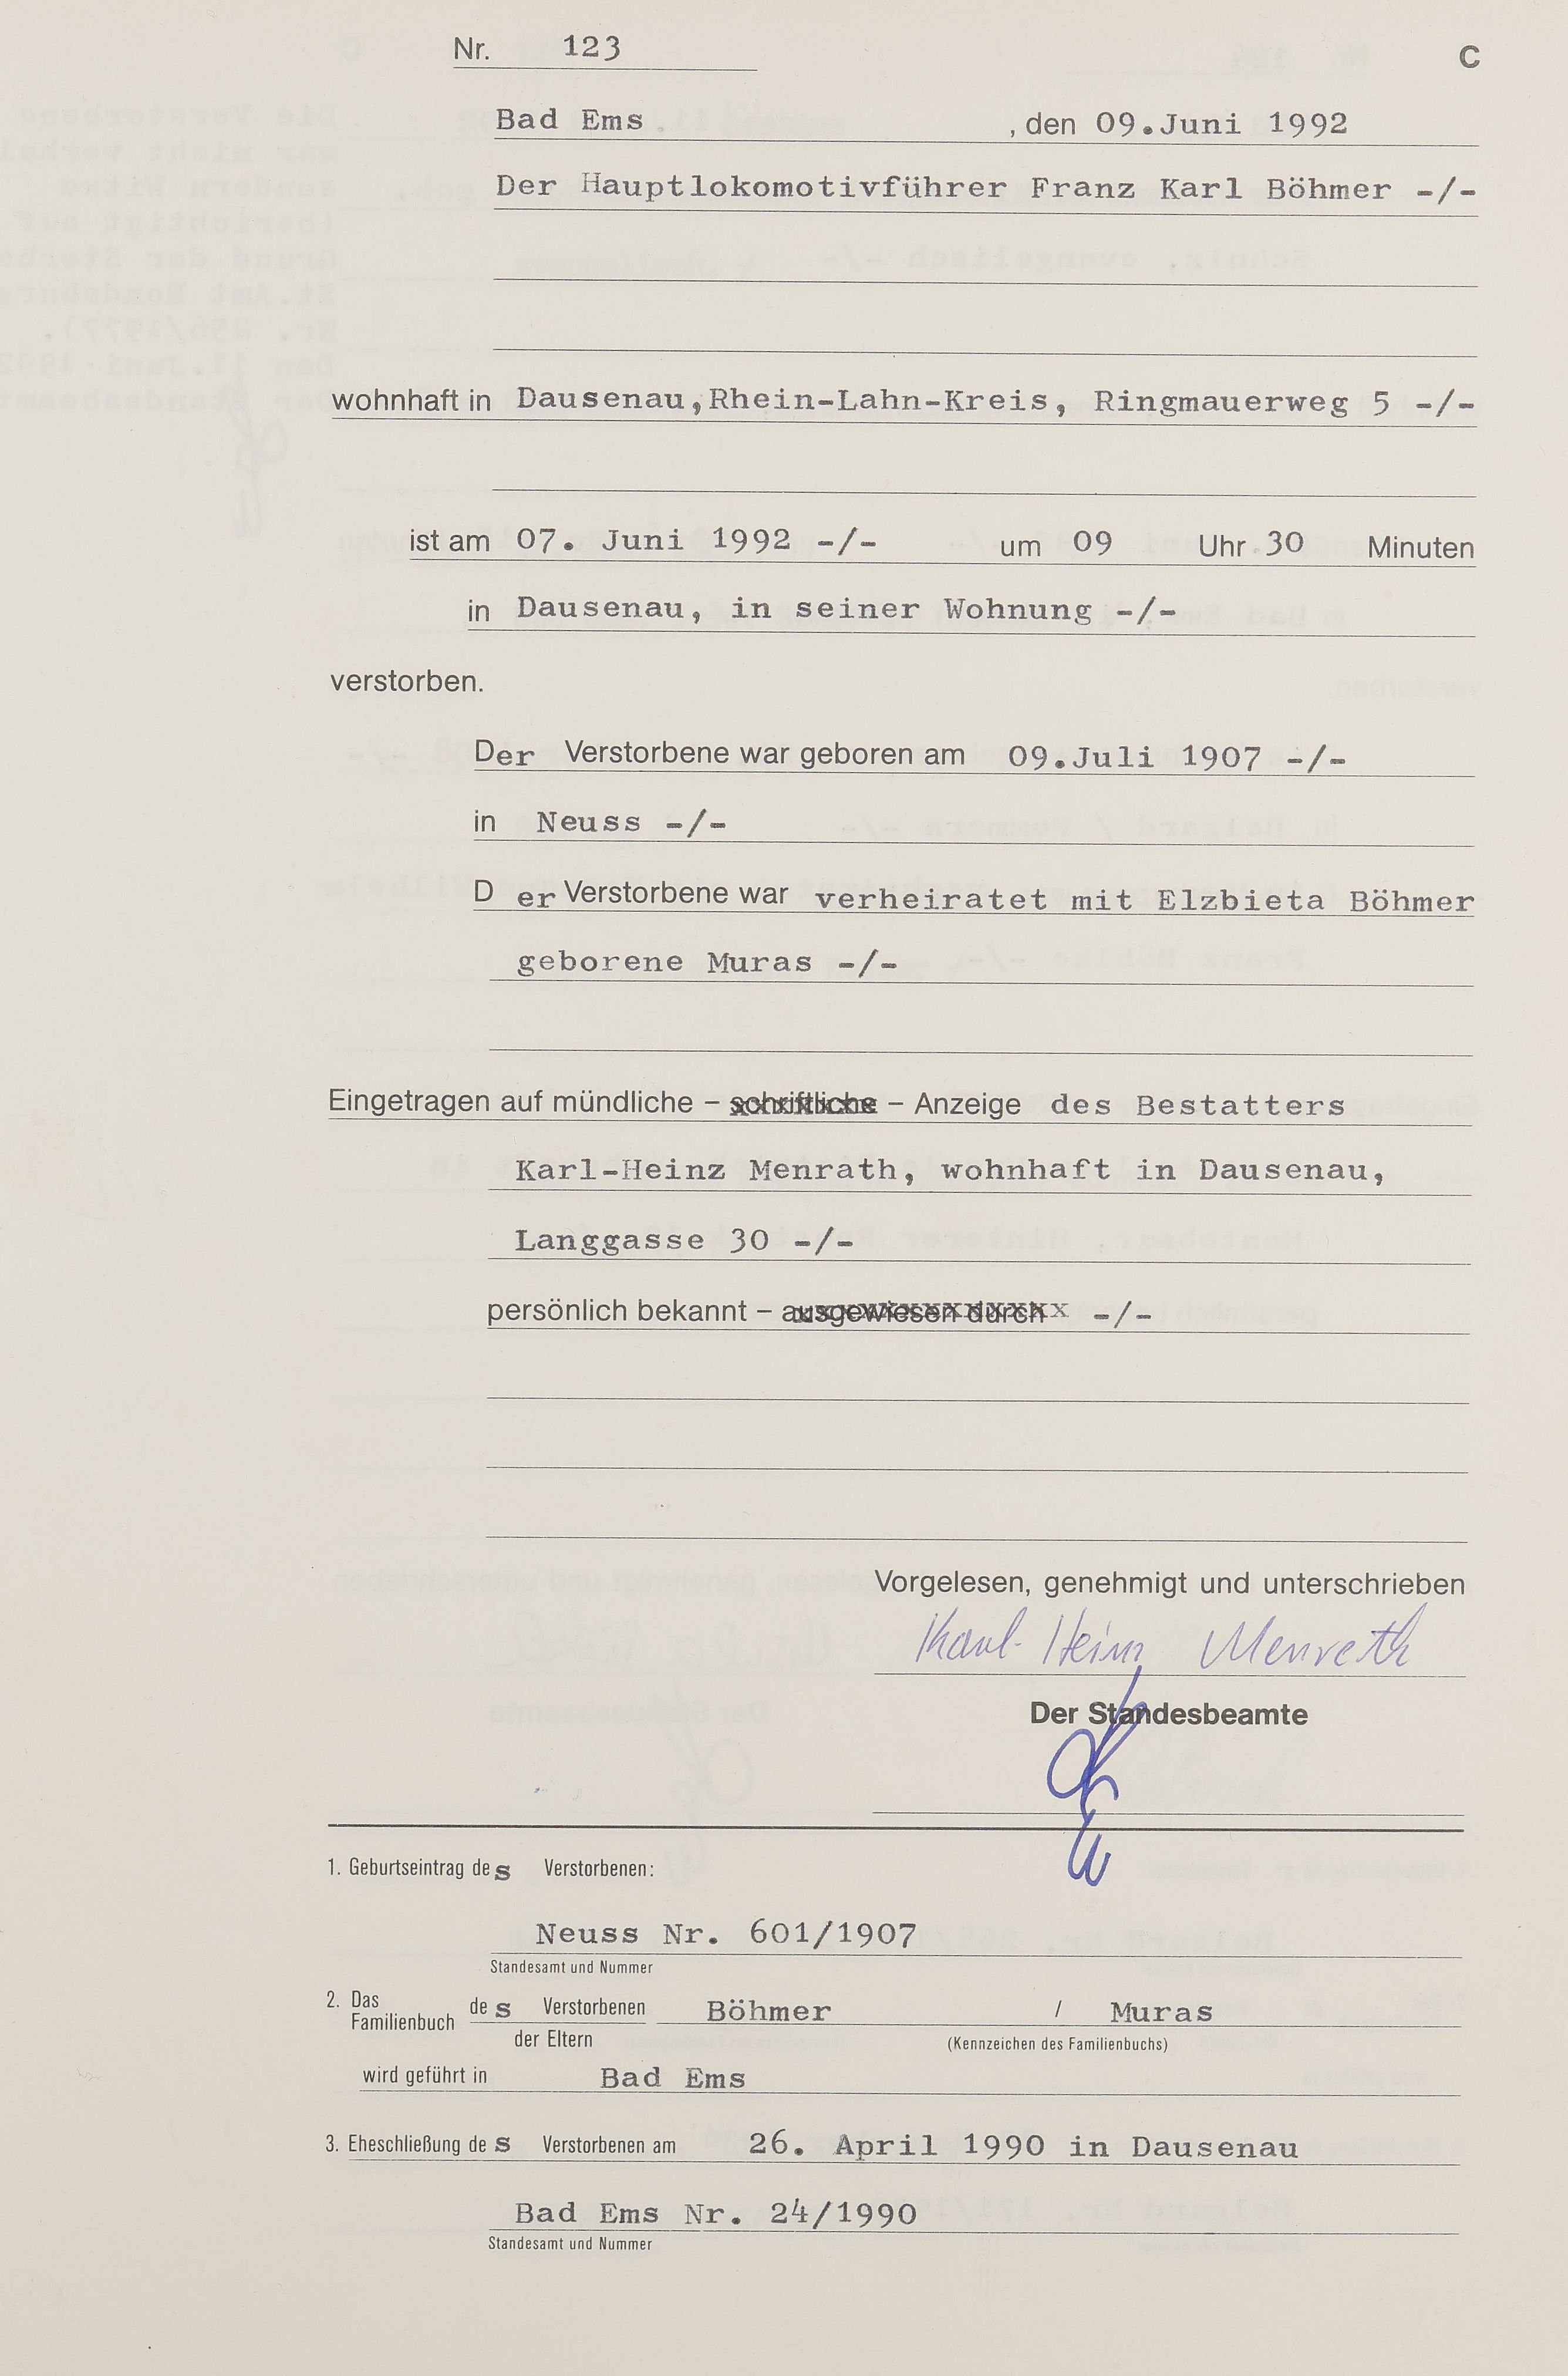 Nr. 123 C
Bad Ems , den 09.Juni 1992
Der Hauptlokomotivführer Franz Karl Böhmer -/-
wohnhaft in Dausenau,Rhein-Lahn-Kreis, Ringmauerweg 5 -/-
ist am 07. Juni 1992 -/- um 09 Uhr 30 Minuten
in Dausenau, in seiner Wohnung -/-
verstorben.
Der Verstorbene war geboren am 09.Juli 1907 -/-
in Neuss -/-
D er Verstorbene war verheiratet mit Elzbieta Böhmer
geborene Muras -/-
Eingetragen auf mündliche – schriftliche – Anzeige des Bestatters
Karl-Heinz Menrath, wohnhaft in Dausenau,
Langgasse 30 -/-
persönlich bekannt – ausgewiesen durch -/-
Vorgelesen, genehmigt und unterschrieben
Karl-Heinz Menrath
Der Standesbeamte
1. Geburtseintrag des Verstorbenen:
Neuss Nr. 601/1907
Standesamt und Nummer
2. Das Familienbuch des Verstorbenen Böhmer / Muras
der Eltern (Kennzeichen des Familienbuchs)
wird geführt in Bad Ems
3. Eheschließung des Verstorbenen am 26. April 1990 in Dausenau
Bad Ems Nr. 24/1990
Standesamt und Nummer